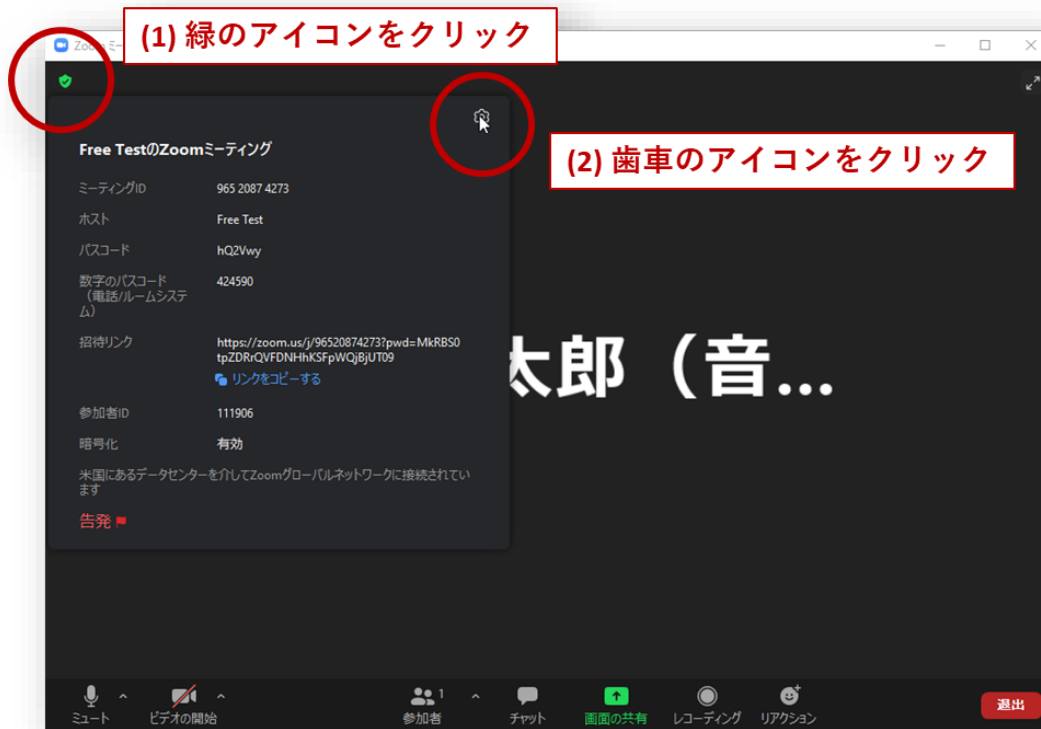 (1) 緑のアイコンをクリック
Zoom ミー
(2) 歯車のアイコンをクリック
Free TestのZoomミーティング
ミーティングID 965 2087 4273
ホスト Free Test
パスコード hQ2Vwy
数字のパスコード 424590
（電話/ルームシステ
ム）
招待リンク https://zoom.us/j/96520874273?pwd=MkRBS0
tpZDRrQVFDNHhKSFpWQjBjUT09
リンクをコピーする
太郎（音...
参加者ID 111906
暗号化 有効
米国にあるデータセンターを介してZoomグローバルネットワークに接続されてい
ます
告発
ミュート ビデオの開始 参加者 1 チャット 画面の共有 レコーディング リアクション 退出